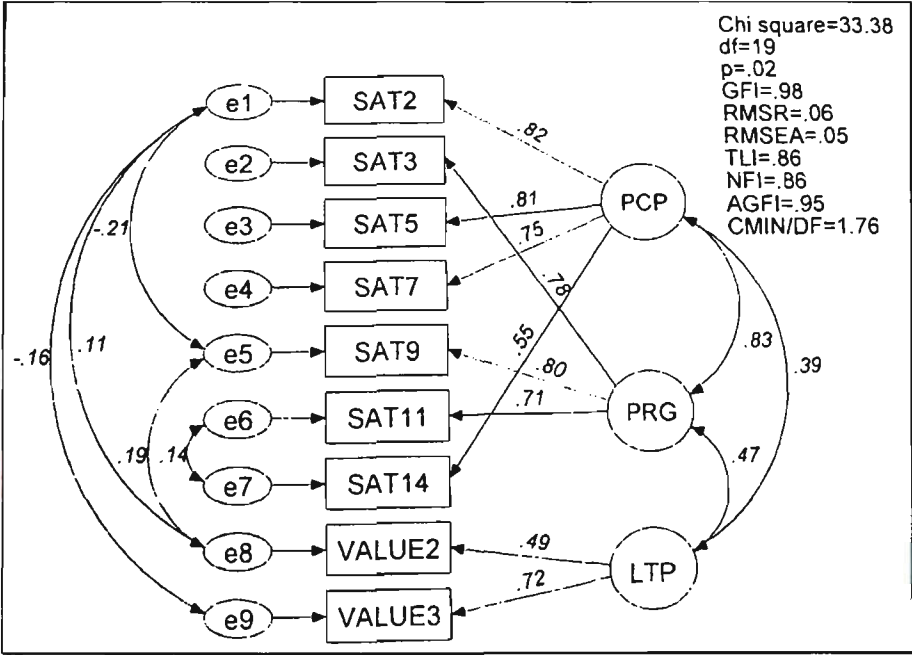 Chi square=33.38
df=19
p=.02
GFI=.98
RMSR=.06
RMSEA=.05
TLI=.86
NFI=.86
AGFI=.95
CMIN/DF=1.76
e1 SAT2
.82
e2 SAT3
PCP
e3 SAT5
.81
-.21
.75
e4 SAT7
.78
.55
.83
e5 SAT9
-.16
.11
.80
.39
e6 SAT11
.71
PRG
.19
.14
.47
e7 SAT14
e8 VALUE2
.49
LTP
.72
e9 VALUE3